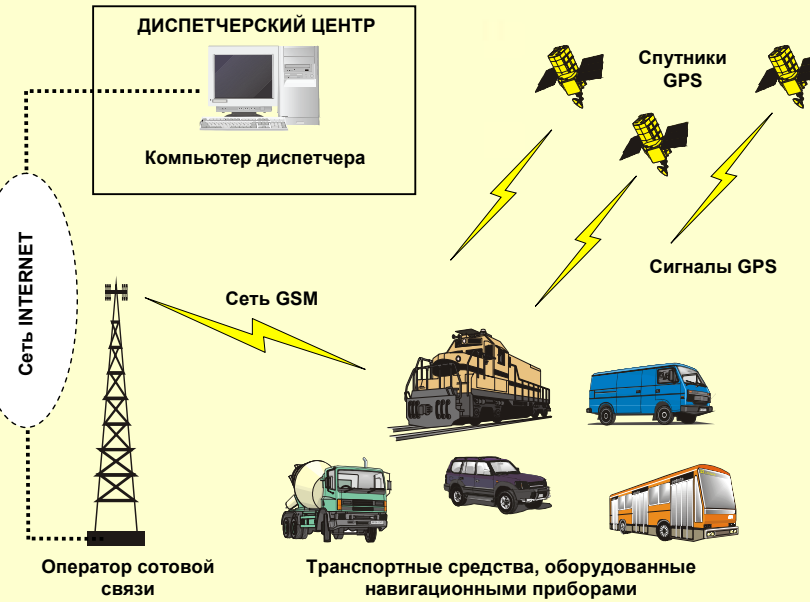 ДИСПЕТЧЕРСКИЙ ЦЕНТР
Компьютер диспетчера
Спутники
GPS
Сигналы GPS
Сеть INTERNET
Сеть GSM
Оператор сотовой
связи
Транспортные средства, оборудованные
навигационными приборами